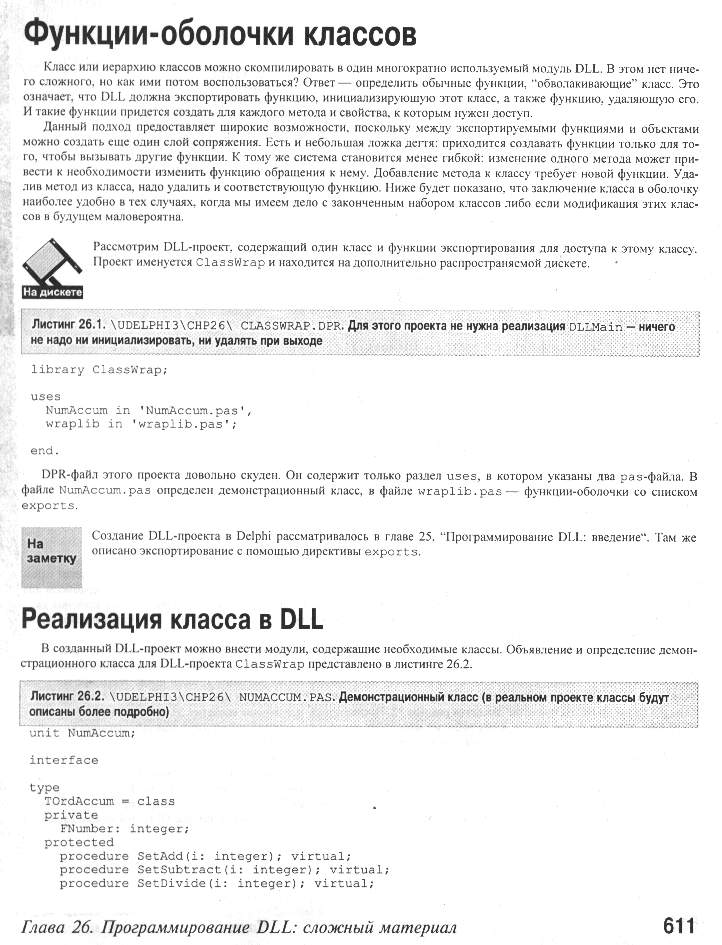 Функции-оболочки классов
Класс или иерархию классов можно скомпилировать в один многократно используемый модуль DLL. В этом нет ниче-
го сложного, но как ими потом воспользоваться? Ответ — определить обычные функции, “обволакивающие” класс. Это
означает, что DLL должна экспортировать функцию, инициализирующую этот класс, а также функцию, удаляющую его.
И такие функции придется создать для каждого метода и свойства, к которым нужен доступ.
Данный подход предоставляет широкие возможности, поскольку между экспортируемыми функциями и объектами
можно создать еще один слой сопряжения. Есть и небольшая ложка дегтя: приходится создавать функции только для то-
го, чтобы вызывать другие функции. К тому же система становится менее гибкой: изменение одного метода может при-
вести к необходимости изменить функцию обращения к нему. Добавление метода к классу требует новой функции. Уда-
лив метод из класса, надо удалить и соответствующую функцию. Ниже будет показано, что заключение класса в оболочку
наиболее удобно в тех случаях, когда мы имеем дело с законченным набором классов либо если модификация этих клас-
сов в будущем маловероятна.
Рассмотрим DLL-проект, содержащий один класс и функции экспортирования для доступа к этому классу.
Проект именуется ClassWrap и находится на дополнительно распространяемой дискете.
На дискете
Листинг 26.1. \UDELPHI3\CHP26\ CLASSWRAP.DPR. Для этого проекта не нужна реализация DLLMain — ничего
не надо ни инициализировать, ни удалять при выходе
library ClassWrap;
uses
NumAccum in 'NumAccum.pas',
wraplib in 'wraplib.pas';
end.
DPR-файл этого проекта довольно скуден. Он содержит только раздел uses, в котором указаны два pas-файла. В
файле NumAccum.pas определен демонстрационный класс, в файле wraplib.pas — функции-оболочки со списком
exports.
На
заметку
Создание DLL-проекта в Delphi рассматривалось в главе 25, “Программирование DLL: введение“. Там же
описано экспортирование с помощью директивы exports.
Реализация класса в DLL
В созданный DLL-проект можно внести модули, содержащие необходимые классы. Объявление и определение демон-
страционного класса для DLL-проекта ClassWrap представлено в листинге 26.2.
Листинг 26.2. \UDELPHI3\CHP26\ NUMACCUM.PAS. Демонстрационный класс (в реальном проекте классы будут
описаны более подробно)
unit NumAccum;
interface
type
TOrdAccum = class
private
FNumber: integer;
protected
procedure SetAdd(i: integer); virtual;
procedure SetSubtract(i: integer); virtual;
procedure SetDivide(i: integer); virtual;
Глава 26. Программирование DLL: сложный материал
611